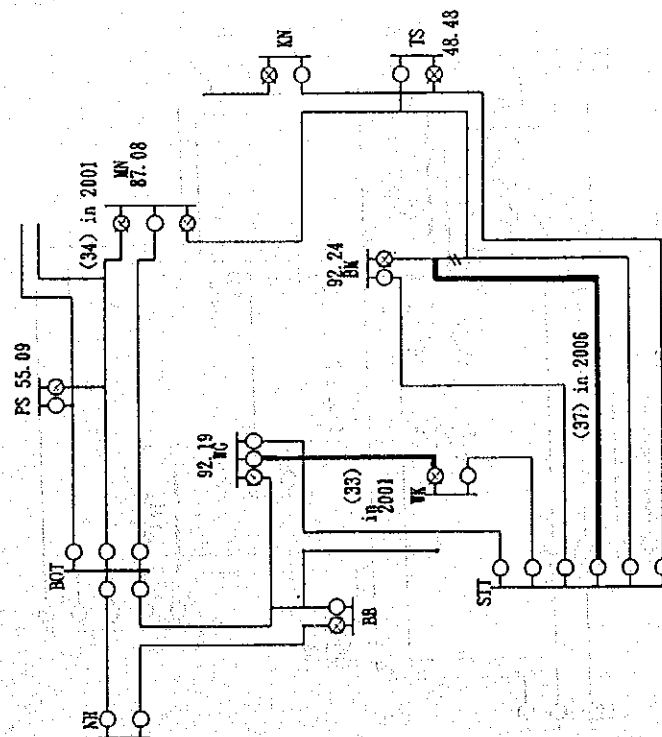 KN
TS
48.48
(34) in 2001
MN
87.08
92.24
BK
PS 55.09
(37) in 2006
92.19
WG
(33)
in
2001
WK
BOT
STT
BB
NH